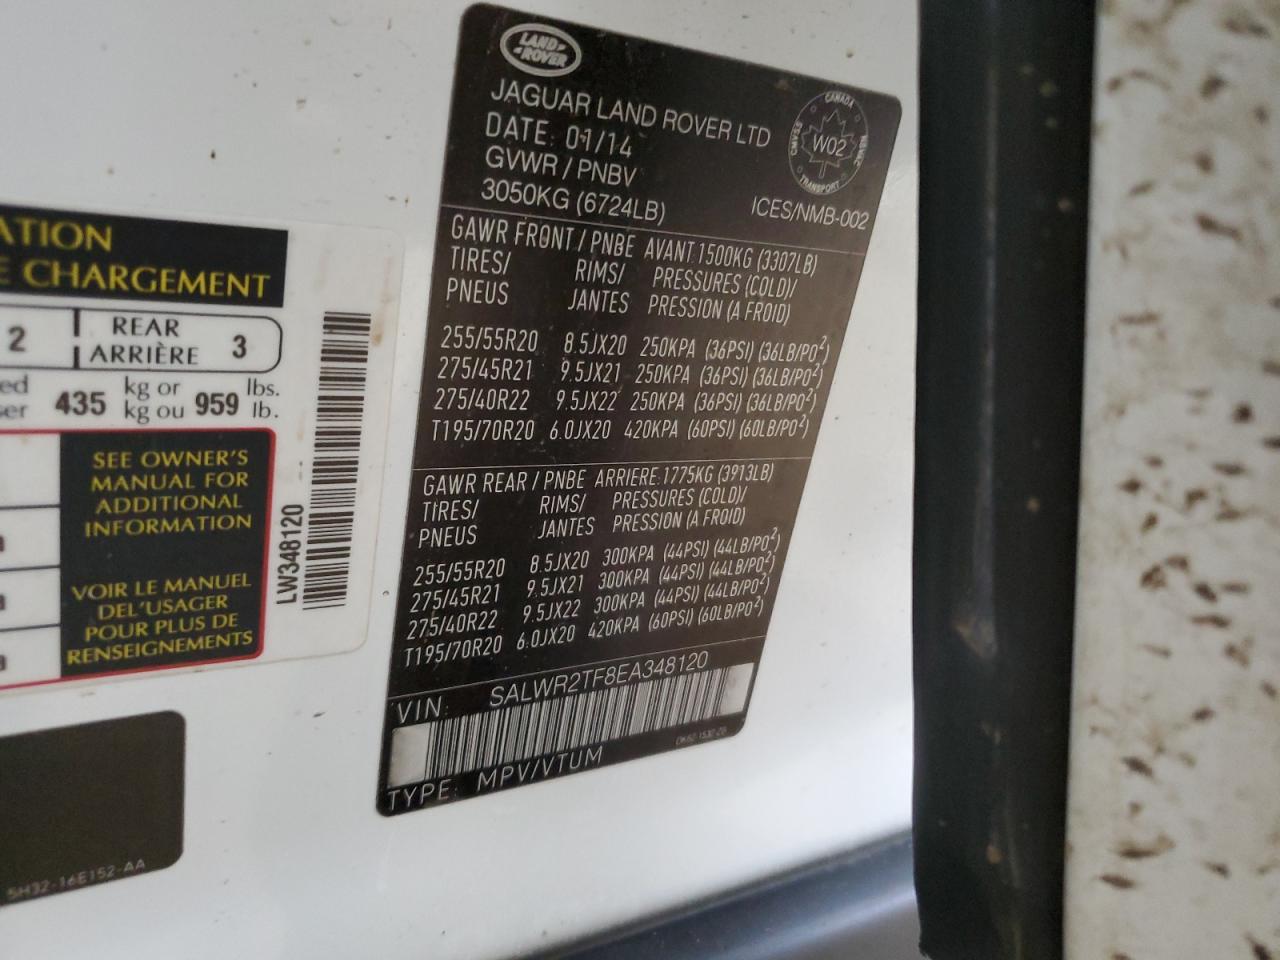 ATION
E CHARGEMENT
2
REAR
ARRIÈRE 3
ed 435 kg or 959 lbs.
ser kg ou lb.
SEE OWNER'S
MANUAL FOR
ADDITIONAL
INFORMATION
VOIR LE MANUEL
DEL'USAGER
POUR PLUS DE
RENSEIGNEMENTS
LW348120
5H32-16E152-AA
LAND-
-ROVER
JAGUAR LAND ROVER LTD
DATE: 01/14
GVWR / PNBV
3050KG (6724LB)
CANADA
CMVSS
NSVAC
W02
TRANSPORT
ICES/NMB-002
GAWR FRONT / PNBE AVANT:1500KG (3307LB)
TIRES/ RIMS/ PRESSURES (COLD)/
PNEUS JANTES PRESSION (A FROID)
255/55R20 8.5JX20 250KPA (36PSI) (36LB/PO²)
275/45R21 9.5JX21 250KPA (36PSI) (36LB/PO²)
275/40R22 9.5JX22 250KPA (36PSI) (36LB/PO²)
T195/70R20 6.0JX20 420KPA (60PSI) (60LB/PO²)
GAWR REAR / PNBE ARRIERE:1775KG (3913LB)
TIRES/ RIMS/ PRESSURES (COLD)/
PNEUS JANTES PRESSION (A FROID)
255/55R20 8.5JX20 300KPA (44PSI) (44LB/PO²)
275/45R21 9.5JX21 300KPA (44PSI) (44LB/PO²)
275/40R22 9.5JX22 300KPA (44PSI) (44LB/PO²)
T195/70R20 6.0JX20 420KPA (60PSI) (60LB/PO²)
VIN: SALWR2TF8EA348120
TYPE: MPV/VTUM